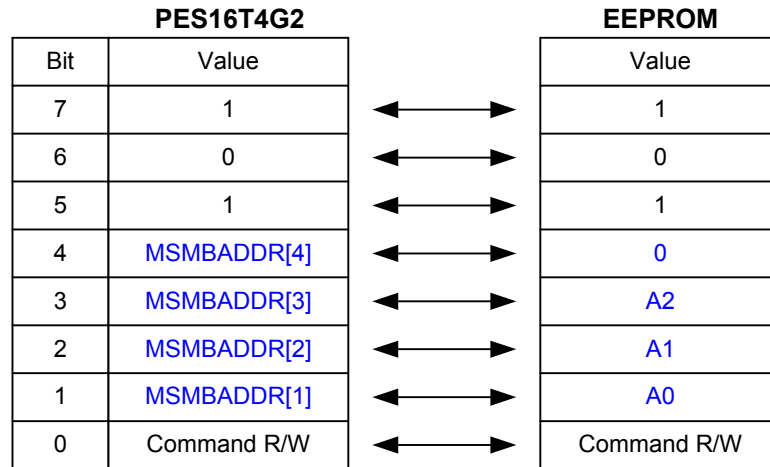 PES16T4G2 EEPROM
Bit Value Value
7 1 1
6 0 0
5 1 1
4 MSMBADDR[4] 0
3 MSMBADDR[3] A2
2 MSMBADDR[2] A1
1 MSMBADDR[1] A0
0 Command R/W Command R/W